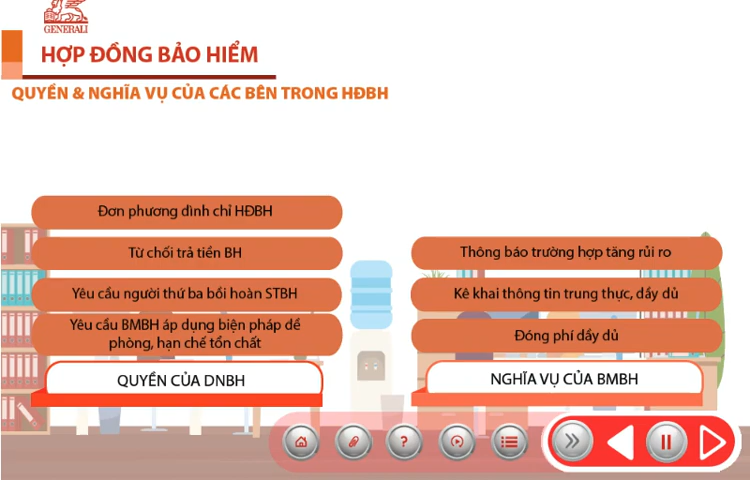 GENERALI
HỢP ĐỒNG BẢO HIỂM
QUYỀN & NGHĨA VỤ CỦA CÁC BÊN TRONG HĐBH
Đơn phương đình chỉ HĐBH
Từ chối trả tiền BH
Yêu cầu người thứ ba bồi hoàn STBH
Yêu cầu BMBH áp dụng biện pháp đề
phòng, hạn chế tổn chất
QUYỀN CỦA DNBH
Thông báo trường hợp tăng rủi ro
Kê khai thông tin trung thực, đầy đủ
Đóng phí đầy đủ
NGHĨA VỤ CỦA BMBH